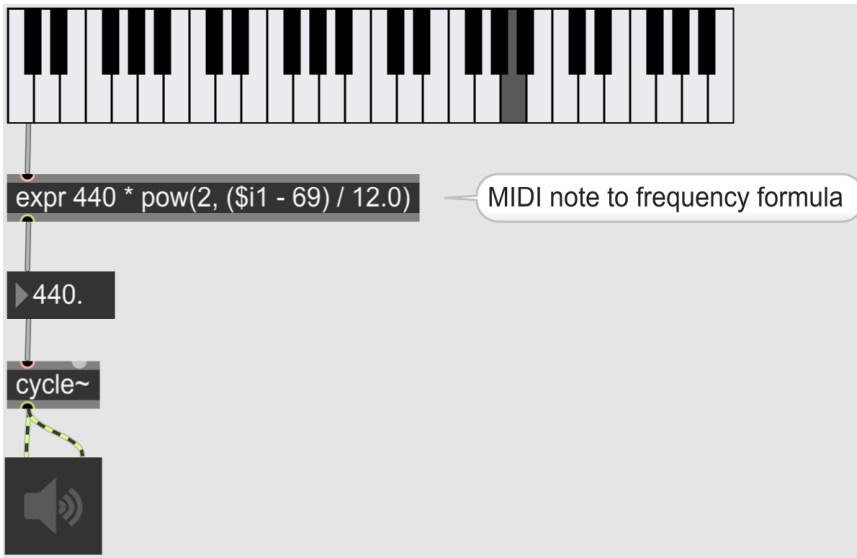 expr 440 * pow(2, ($i1 - 69) / 12.0)
MIDI note to frequency formula
440.
cycle~